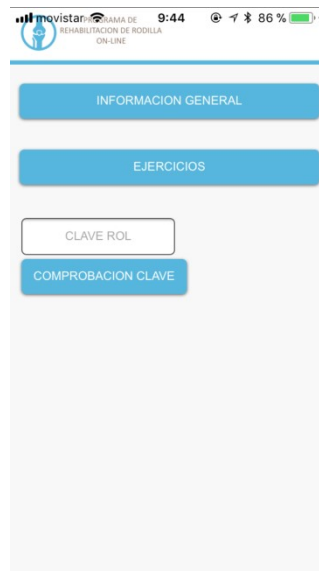 movistar 9:44 86 %
PROGRAMA DE
REHABILITACION DE RODILLA
ON-LINE
INFORMACION GENERAL
EJERCICIOS
CLAVE ROL
COMPROBACION CLAVE